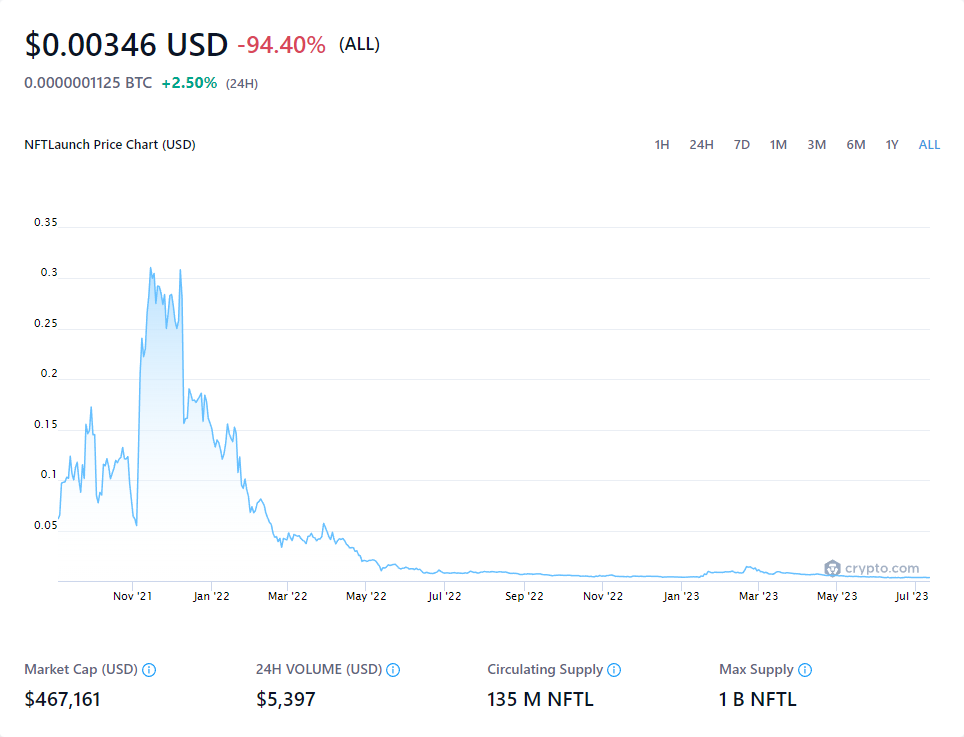 $0.00346 USD -94.40% (ALL)
0.0000001125 BTC +2.50% (24H)
NFTLaunch Price Chart (USD) 1H 24H 7D 1M 3M 6M 1Y ALL
0.35
0.3
0.25
0.2
0.15
0.1
0.05
crypto.com
Nov '21 Jan '22 Mar '22 May '22 Jul '22 Sep '22 Nov '22 Jan '23 Mar '23 May '23 Jul '23
Market Cap (USD) 24H VOLUME (USD) Circulating Supply Max Supply
$467,161 $5,397 135 M NFTL 1 B NFTL